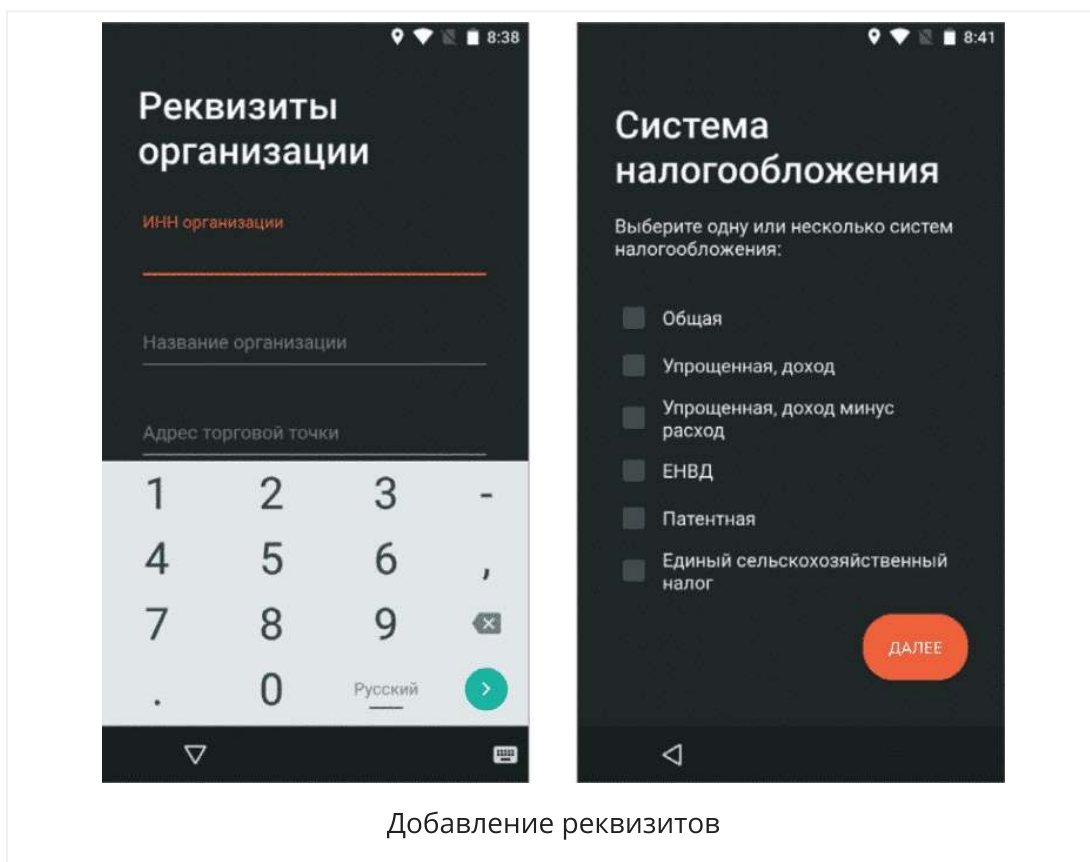 8:38
Реквизиты
организации
ИНН организации
Название организации
Адрес торговой точки
1 2 3 -
4 5 6 ,
7 8 9
. 0 Русский
8:41
Система
налогообложения
Выберите одну или несколько систем
налогообложения:
Общая
Упрощенная, доход
Упрощенная, доход минус
расход
ЕНВД
Патентная
Единый сельскохозяйственный
налог
ДАЛЕЕ
Добавление реквизитов